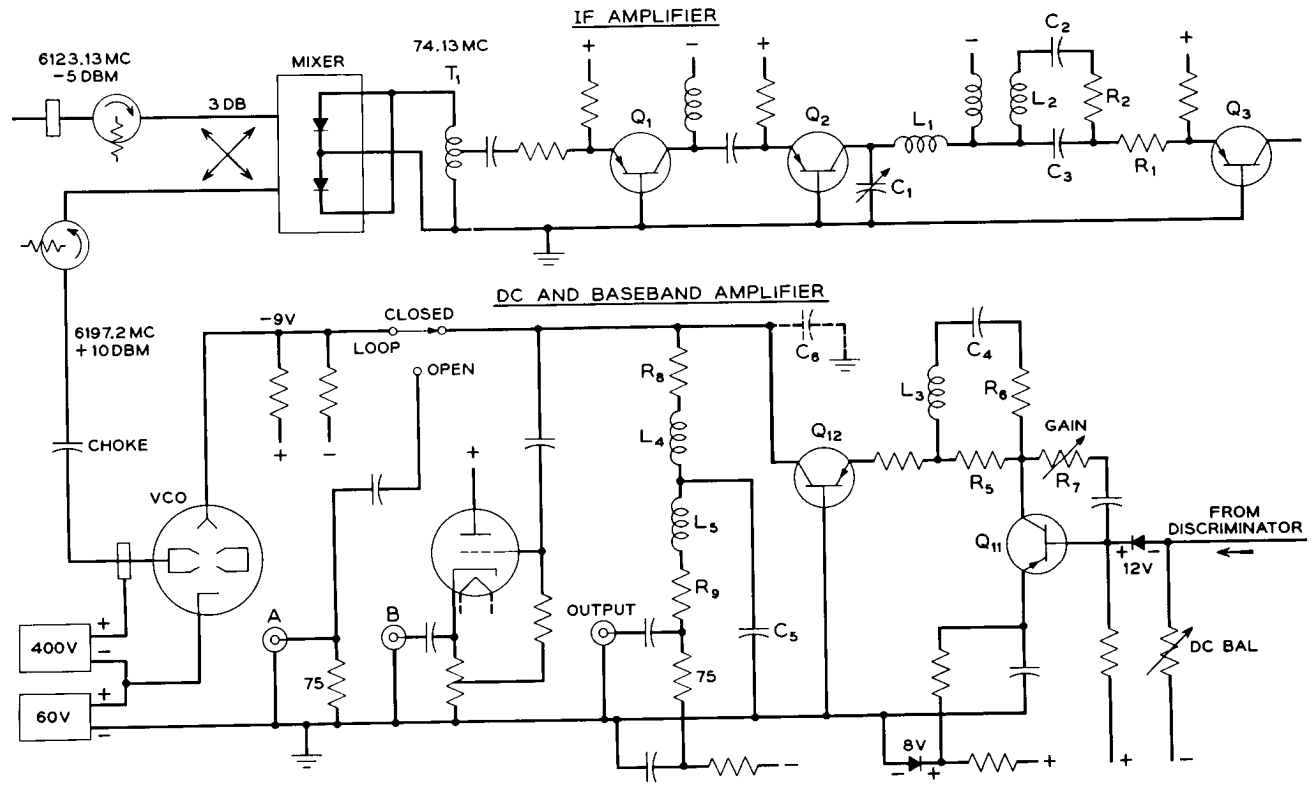 IF AMPLIFIER
6123.13 MC
-5 DBM
3 DB
MIXER
74.13 MC
T1
+
-
+
Q1
Q2
C1
L1
-
L2
C2
R2
C3
R1
+
Q3
DC AND BASEBAND AMPLIFIER
6197.2 MC
+ 10 DBM
CHOKE
VCO
-9V
+
-
LOOP
CLOSED
OPEN
+
R8
L4
L5
R9
C5
C6
Q12
L3
C4
R6
R5
GAIN
R7
Q11
FROM
DISCRIMINATOR
+
-
12V
DC BAL
400V
+
-
60V
+
-
A
75
B
OUTPUT
75
-
8V
-
+
+
+
-